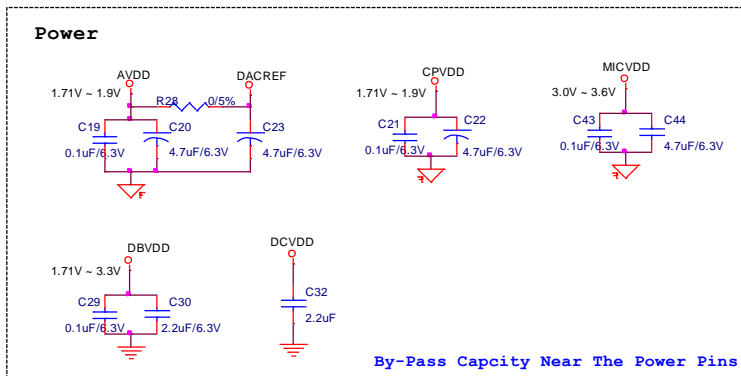 Power
AVDD
DACREF
1.71V ~ 1.9V
R28
0/5%
C19
0.1uF/6.3V
C20
4.7uF/6.3V
C23
4.7uF/6.3V
CPVDD
1.71V ~ 1.9V
C21
0.1uF/6.3V
C22
4.7uF/6.3V
MICVDD
3.0V ~ 3.6V
C43
0.1uF/6.3V
C44
4.7uF/6.3V
DBVDD
1.71V ~ 3.3V
C29
0.1uF/6.3V
C30
2.2uF/6.3V
DCVDD
C32
2.2uF
By-Pass Capcity Near The Power Pins